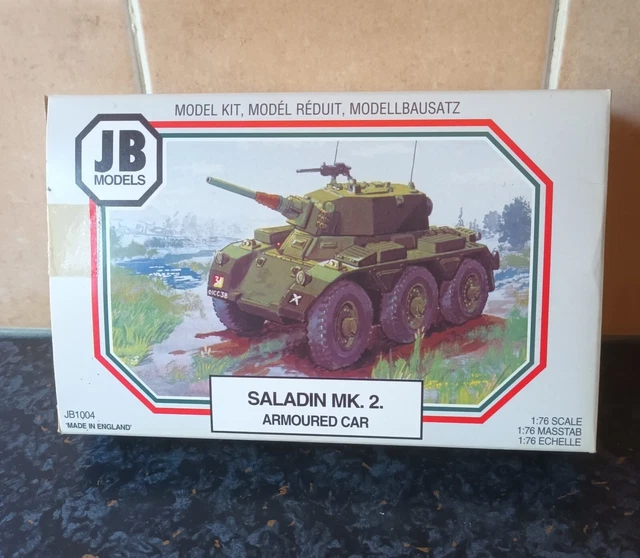 MODEL KIT, MODÉL RÉDUIT, MODELLBAUSATZ
JB
MODELS
01CC38
SALADIN MK. 2.
ARMOURED CAR
JB1004
'MADE IN ENGLAND'
1:76 SCALE
1:76 MASSTAB
1:76 ECHELLE